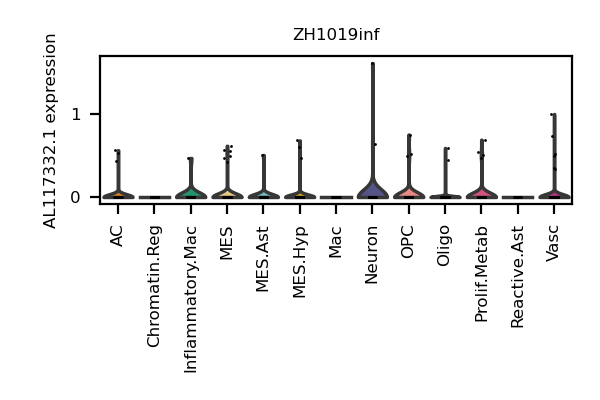 ZH1019inf
AL117332.1 expression
1
0
AC
Chromatin.Reg
Inflammatory.Mac
MES
MES.Ast
MES.Hyp
Mac
Neuron
OPC
Oligo
Prolif.Metab
Reactive.Ast
Vasc